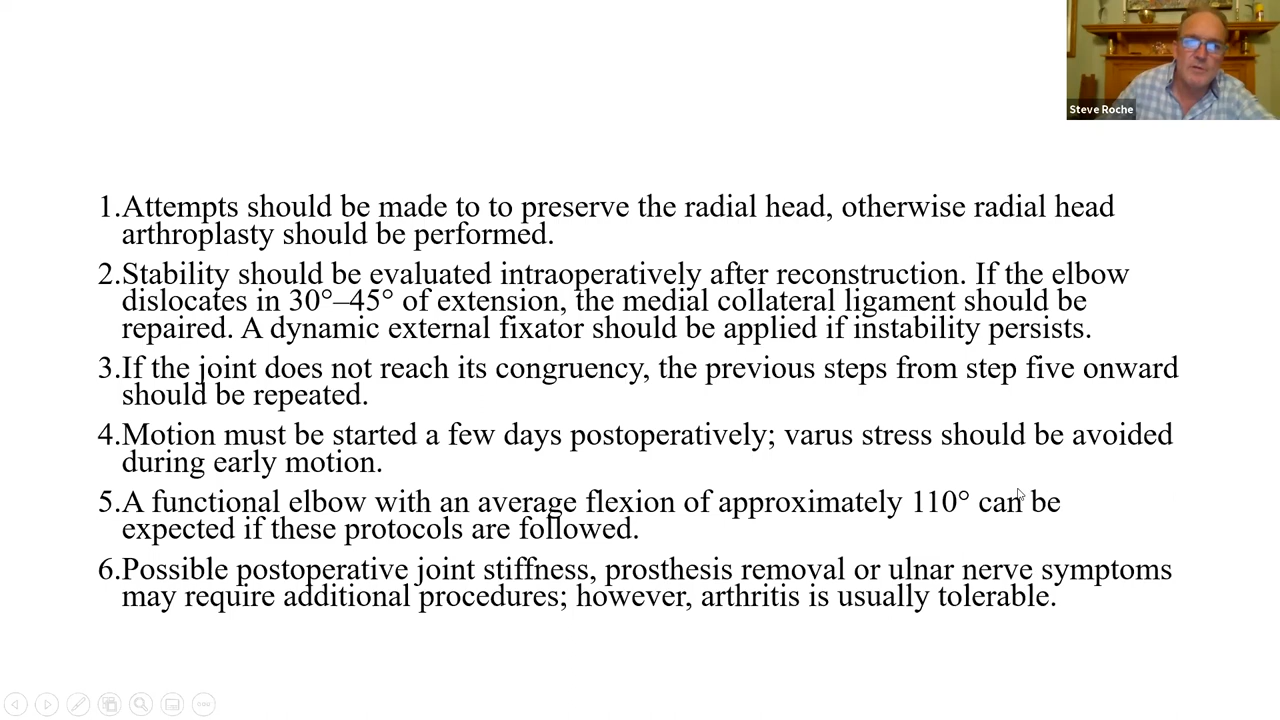 Steve Roche
1.Attempts should be made to to preserve the radial head, otherwise radial head
arthroplasty should be performed.
2.Stability should be evaluated intraoperatively after reconstruction. If the elbow
dislocates in 30°–45° of extension, the medial collateral ligament should be
repaired. A dynamic external fixator should be applied if instability persists.
3.If the joint does not reach its congruency, the previous steps from step five onward
should be repeated.
4.Motion must be started a few days postoperatively; varus stress should be avoided
during early motion.
5.A functional elbow with an average flexion of approximately 110° can be
expected if these protocols are followed.
6.Possible postoperative joint stiffness, prosthesis removal or ulnar nerve symptoms
may require additional procedures; however, arthritis is usually tolerable.